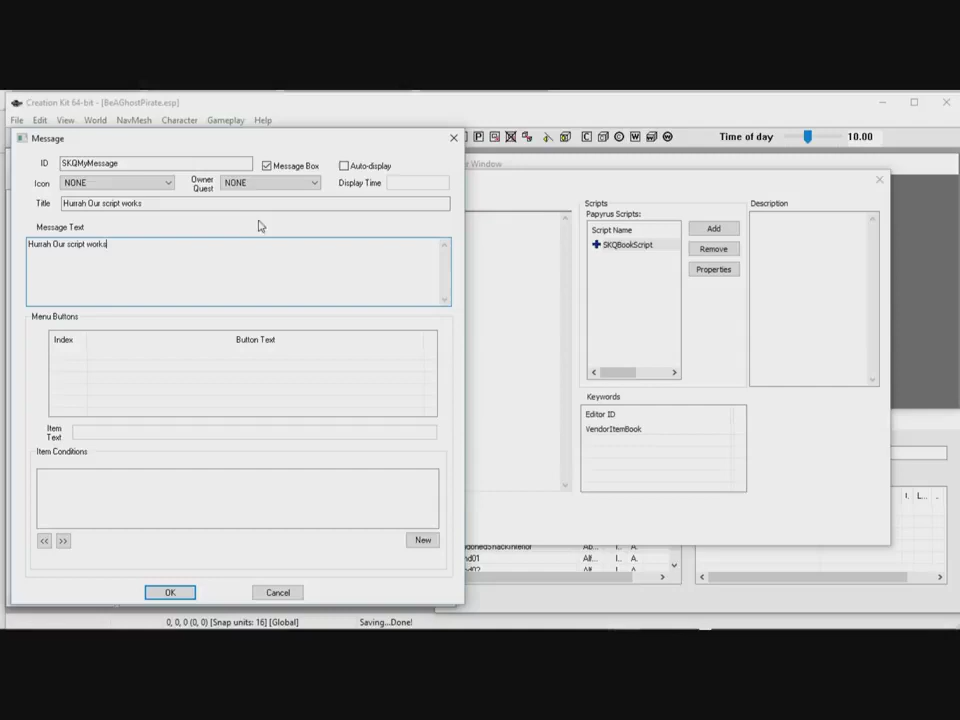 Creation Kit 64-bit - [BeAGhostPirate.esp]
File Edit View World NavMesh Character Gameplay Help
Time of day 10.00
Message
Window
ID SKQMyMessage Message Box Auto-display
Icon NONE Owner Quest NONE Display Time
Title Hurrah Our script works
Message Text
Hurrah Our script works
Menu Buttons
Index Button Text
Item Text
Item Conditions
<< >> New
OK Cancel
Scripts
Papyrus Scripts:
Script Name
SKQBookScript
Add
Remove
Properties
Description
Keywords
Editor ID
VendorItemBook
I. L... .
Ab... I.. A.
nd01 Alf... I.. A.
I.. A.
0, 0, 0 (0, 0) [Snap units: 16] [Global] Saving...Done!